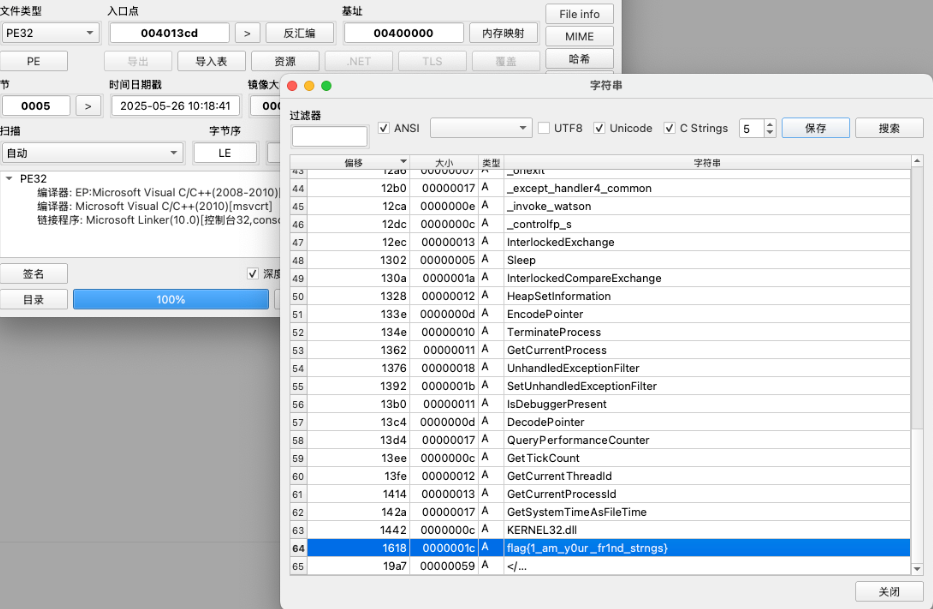 文件类型 入口点 基址 File info
PE32 004013cd > 反汇编 00400000 内存映射 MIME
PE 导出 导入表 资源 .NET TLS 覆盖 哈希
节 时间日期戳 镜像大
0005 > 2025-05-26 10:18:41
扫描 字节序
自动 LE
PE32
编译器: EP:Microsoft Visual C/C++(2008-2010)[
编译器: Microsoft Visual C/C++(2010)[msvcrt]
链接程序: Microsoft Linker(10.0)[控制台32,conso
签名 深度
目录 100%
字符串
过滤器
ANSI UTF8 Unicode C Strings 5 保存 搜索
偏移 大小 类型 字符串
43 12a6 00000007 A _onexit
44 12b0 00000017 A _except_handler4_common
45 12ca 0000000e A _invoke_watson
46 12dc 0000000c A _controlfp_s
47 12ec 00000013 A InterlockedExchange
48 1302 00000005 A Sleep
49 130a 0000001a A InterlockedCompareExchange
50 1328 00000012 A HeapSetInformation
51 133e 0000000d A EncodePointer
52 134e 00000010 A TerminateProcess
53 1362 00000011 A GetCurrentProcess
54 1376 00000018 A UnhandledExceptionFilter
55 1392 0000001b A SetUnhandledExceptionFilter
56 13b0 00000011 A IsDebuggerPresent
57 13c4 0000000d A DecodePointer
58 13d4 00000017 A QueryPerformanceCounter
59 13ee 0000000c A GetTickCount
60 13fe 00000012 A GetCurrentThreadId
61 1414 00000013 A GetCurrentProcessId
62 142a 00000017 A GetSystemTimeAsFileTime
63 1442 0000000c A KERNEL32.dll
64 1618 0000001c A flag{1_am_y0ur_fr1nd_strngs}
65 19a7 00000059 A </...
关闭